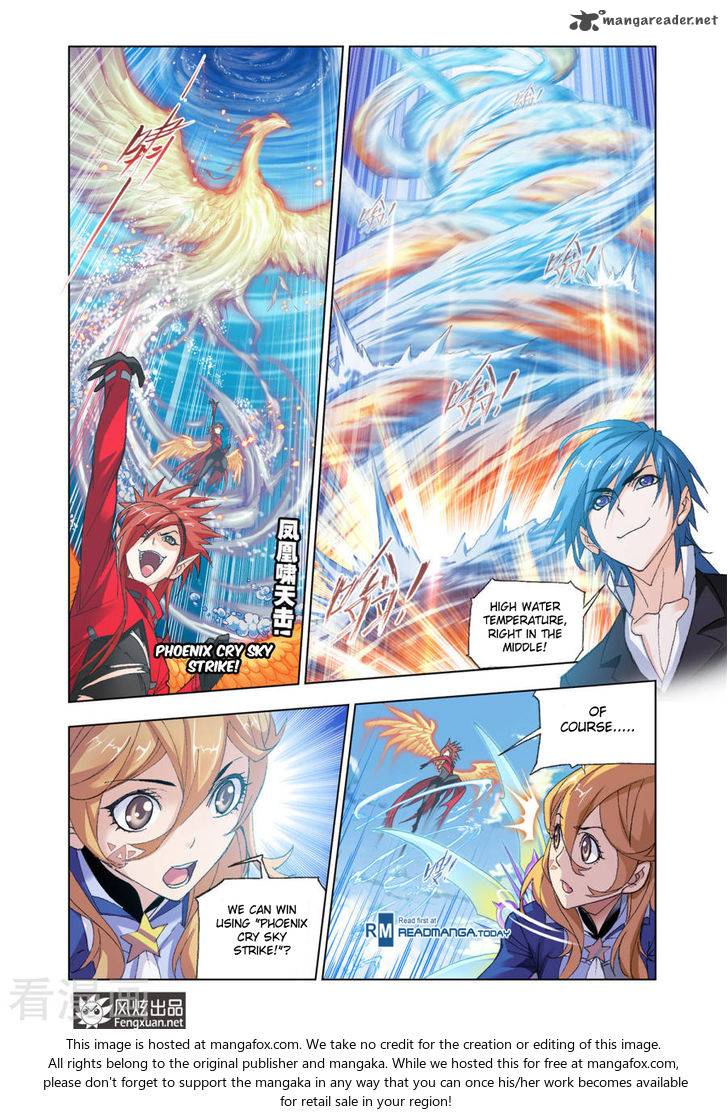 mangareader.net
凤凰啸天击!
PHOENIX CRY SKY
STRIKE!
HIGH WATER
TEMPERATURE,
RIGHT IN THE
MIDDLE!
WE CAN WIN
USING "PHOENIX
CRY SKY
STRIKE!"?
OF
COURSE.....
RM
Read first at
READMANGA.TODAY
看漫画
风炫出品
Fengxuan.net
This image is hosted at mangafox.com. We take no credit for the creation or editing of this image.
All rights belong to the original publisher and mangaka. While we hosted this for free at mangafox.com,
please don't forget to support the mangaka in any way that you can once his/her work becomes available
for retail sale in your region!